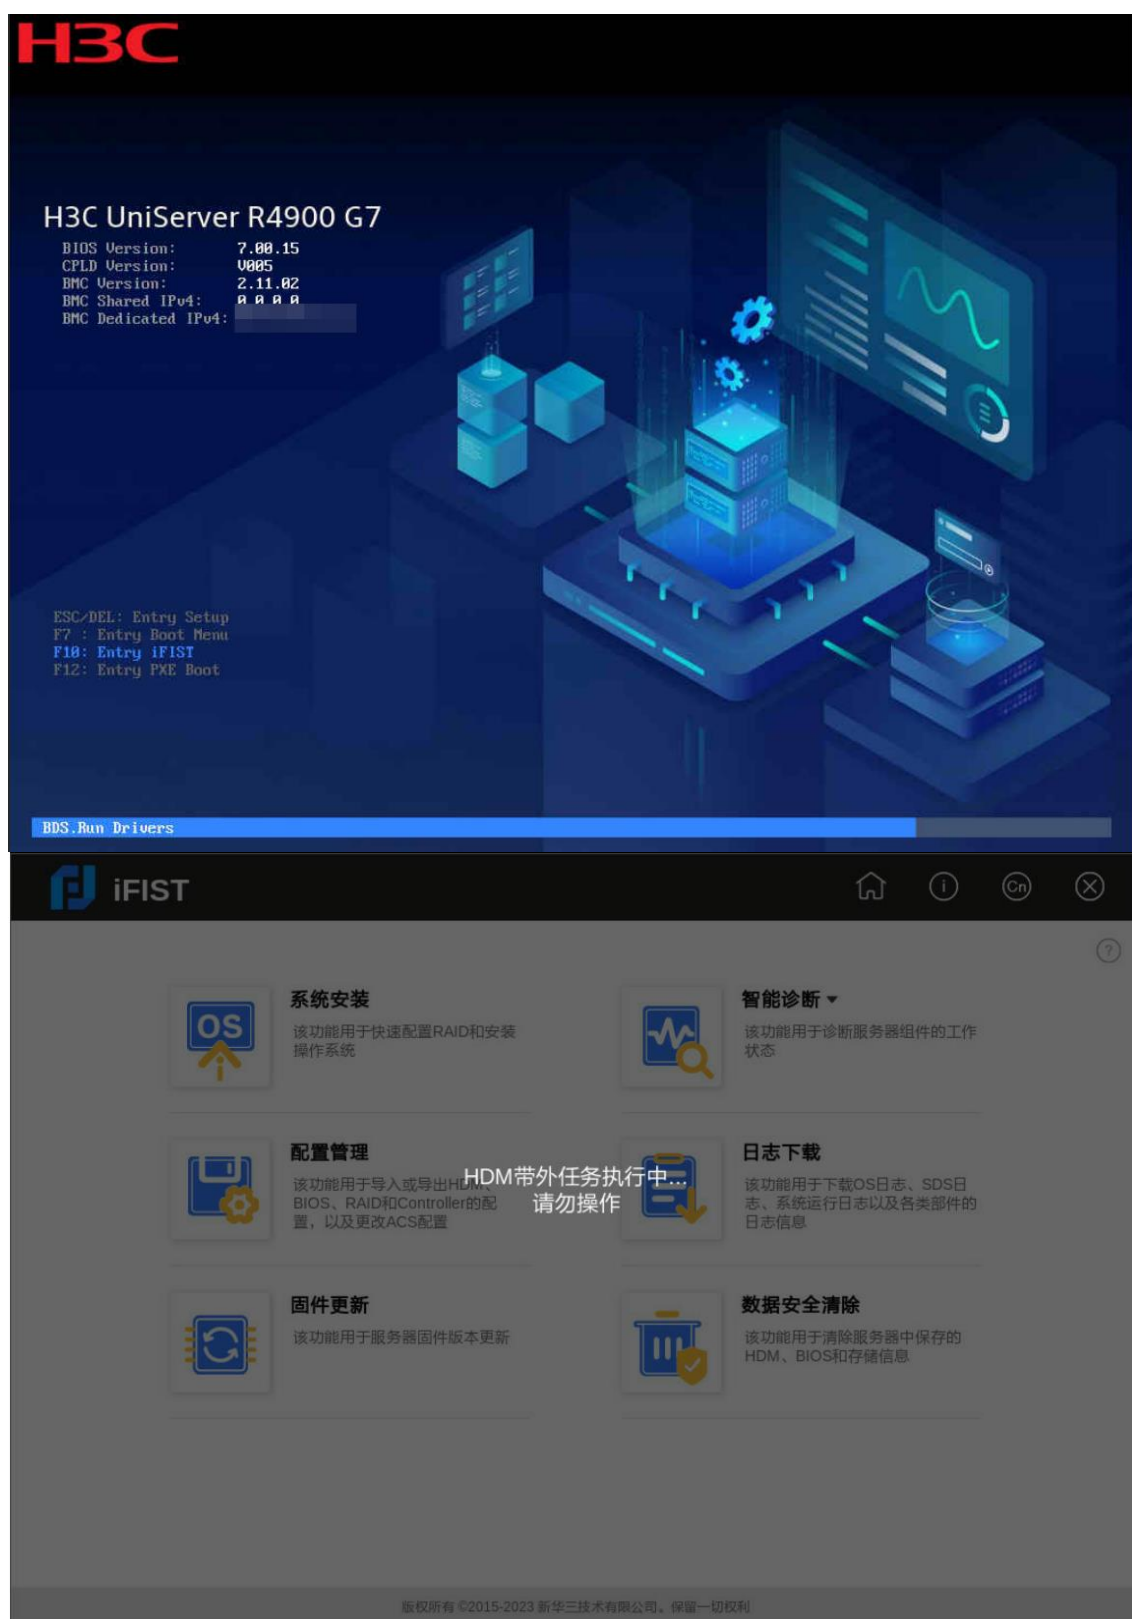 H3C
H3C UniServer R4900 G7
BIOS Version: 7.00.15
CPLD Version: V005
BMC Version: 2.11.02
BMC Shared IPv4: 0.0.0.0
BMC Dedicated IPv4:
ESC/DEL: Entry Setup
F7 : Entry Boot Menu
F10: Entry iFIST
F12: Entry PXE Boot
BDS.Run Drivers
iFIST
Cn
OS
系统安装
该功能用于快速配置RAID和安装
操作系统
智能诊断
该功能用于诊断服务器组件的工作
状态
配置管理
该功能用于导入或导出HDM、
BIOS、RAID和Controller的配
置，以及更改ACS配置
日志下载
该功能用于下载OS日志、SDS日
志、系统运行日志以及各类部件的
日志信息
HDM带外任务执行中...
请勿操作
固件更新
该功能用于服务器固件版本更新
数据安全清除
该功能用于清除服务器中保存的
HDM、BIOS和存储信息
版权所有 ©2015-2023 新华三技术有限公司。保留一切权利